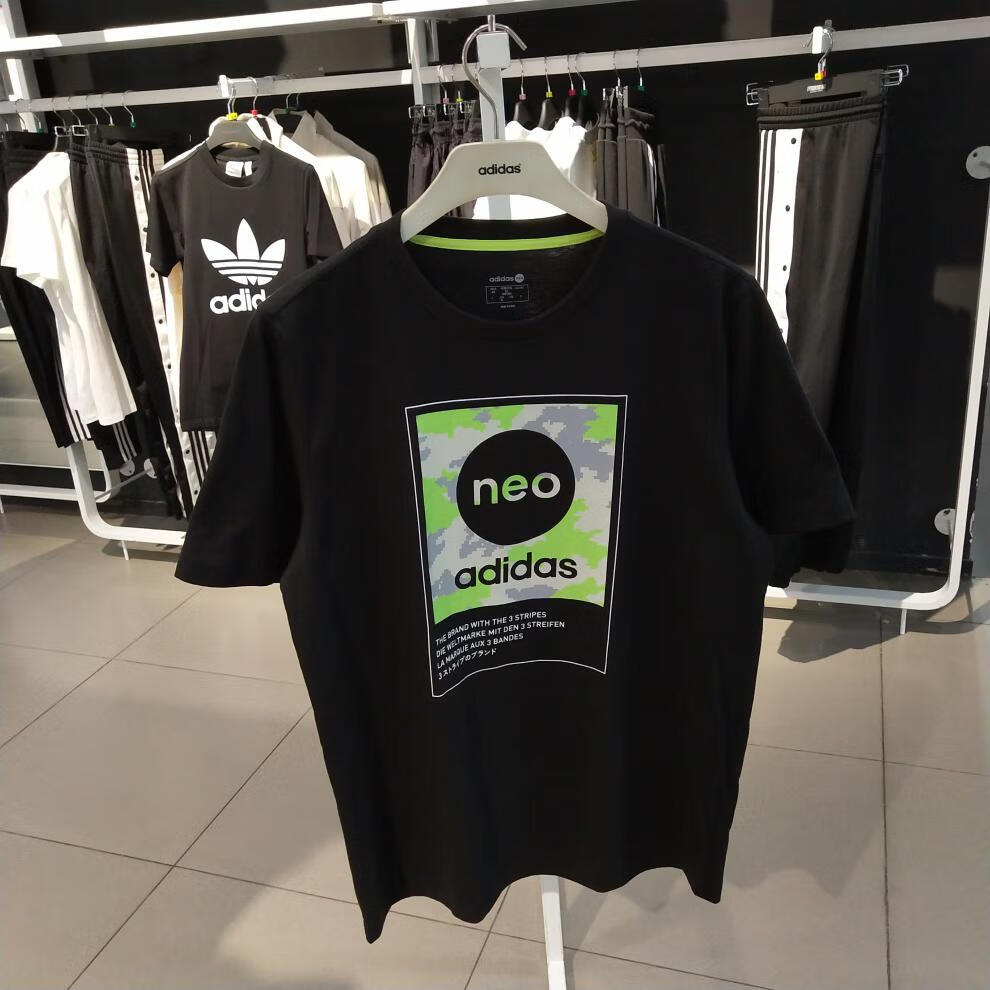 adidas
adidas
neo
adidas
THE BRAND WITH THE 3 STRIPES
DIE WELTMARKE MIT DEN 3 STREIFEN
LA MARQUE AUX 3 BANDES
3 ストライプのブランド
adid